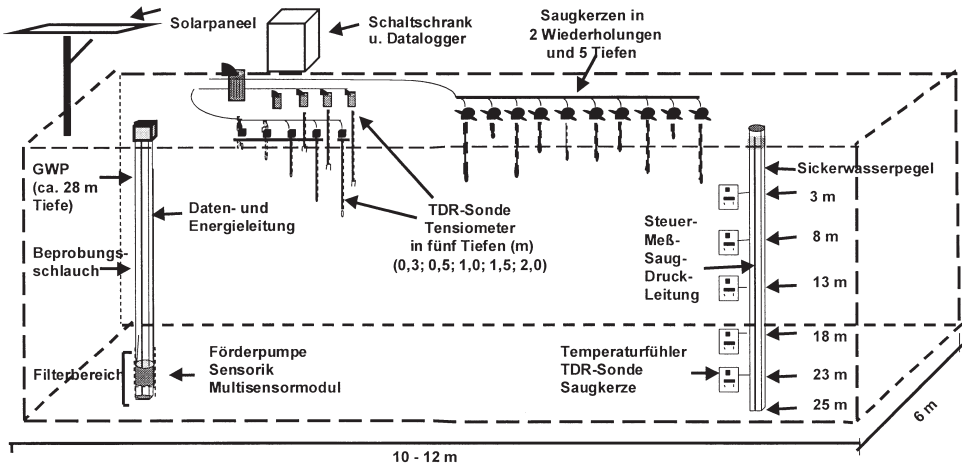 Solarpaneel
Schaltschrank
u. Datalogger
Saugkerzen in
2 Wiederholungen
und 5 Tiefen
GWP
(ca. 28 m
Tiefe)
Daten- und
Energieleitung
Beprobungs-
schlauch
TDR-Sonde
Tensiometer
in fünf Tiefen (m)
(0,3; 0,5; 1,0; 1,5; 2,0)
Sickerwasserpegel
3 m
Steuer-
Meß-
Saug-
Druck-
Leitung
8 m
13 m
18 m
23 m
25 m
Filterbereich
Förderpumpe
Sensorik
Multisensormodul
Temperaturfühler
TDR-Sonde
Saugkerze
6 m
10 - 12 m